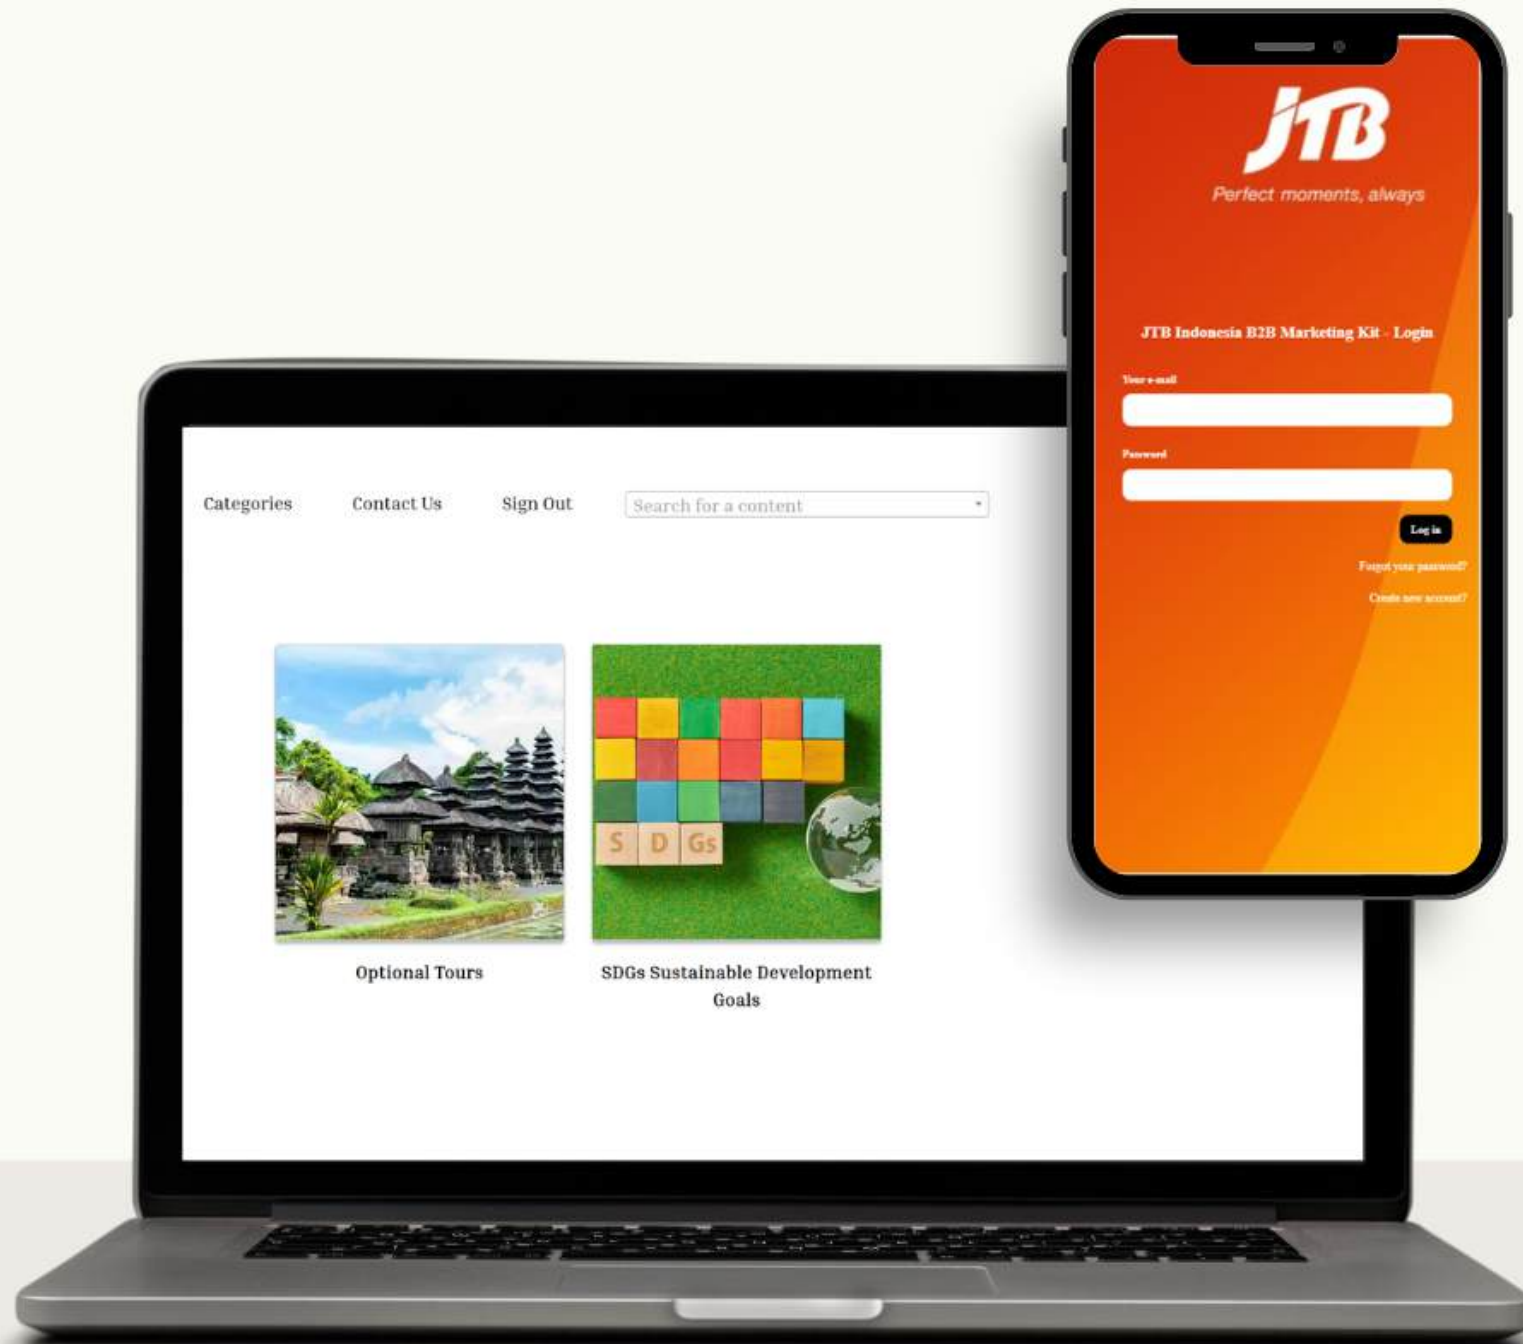 JTB
Perfect moments, always
JTB Indonesia B2B Marketing Kit - Login
Your e-mail
Password
Log in
Forgot your password?
Create new account?
Categories
Contact Us
Sign Out
Search for a content
S D Gs
Optional Tours
SDGs Sustainable Development
Goals